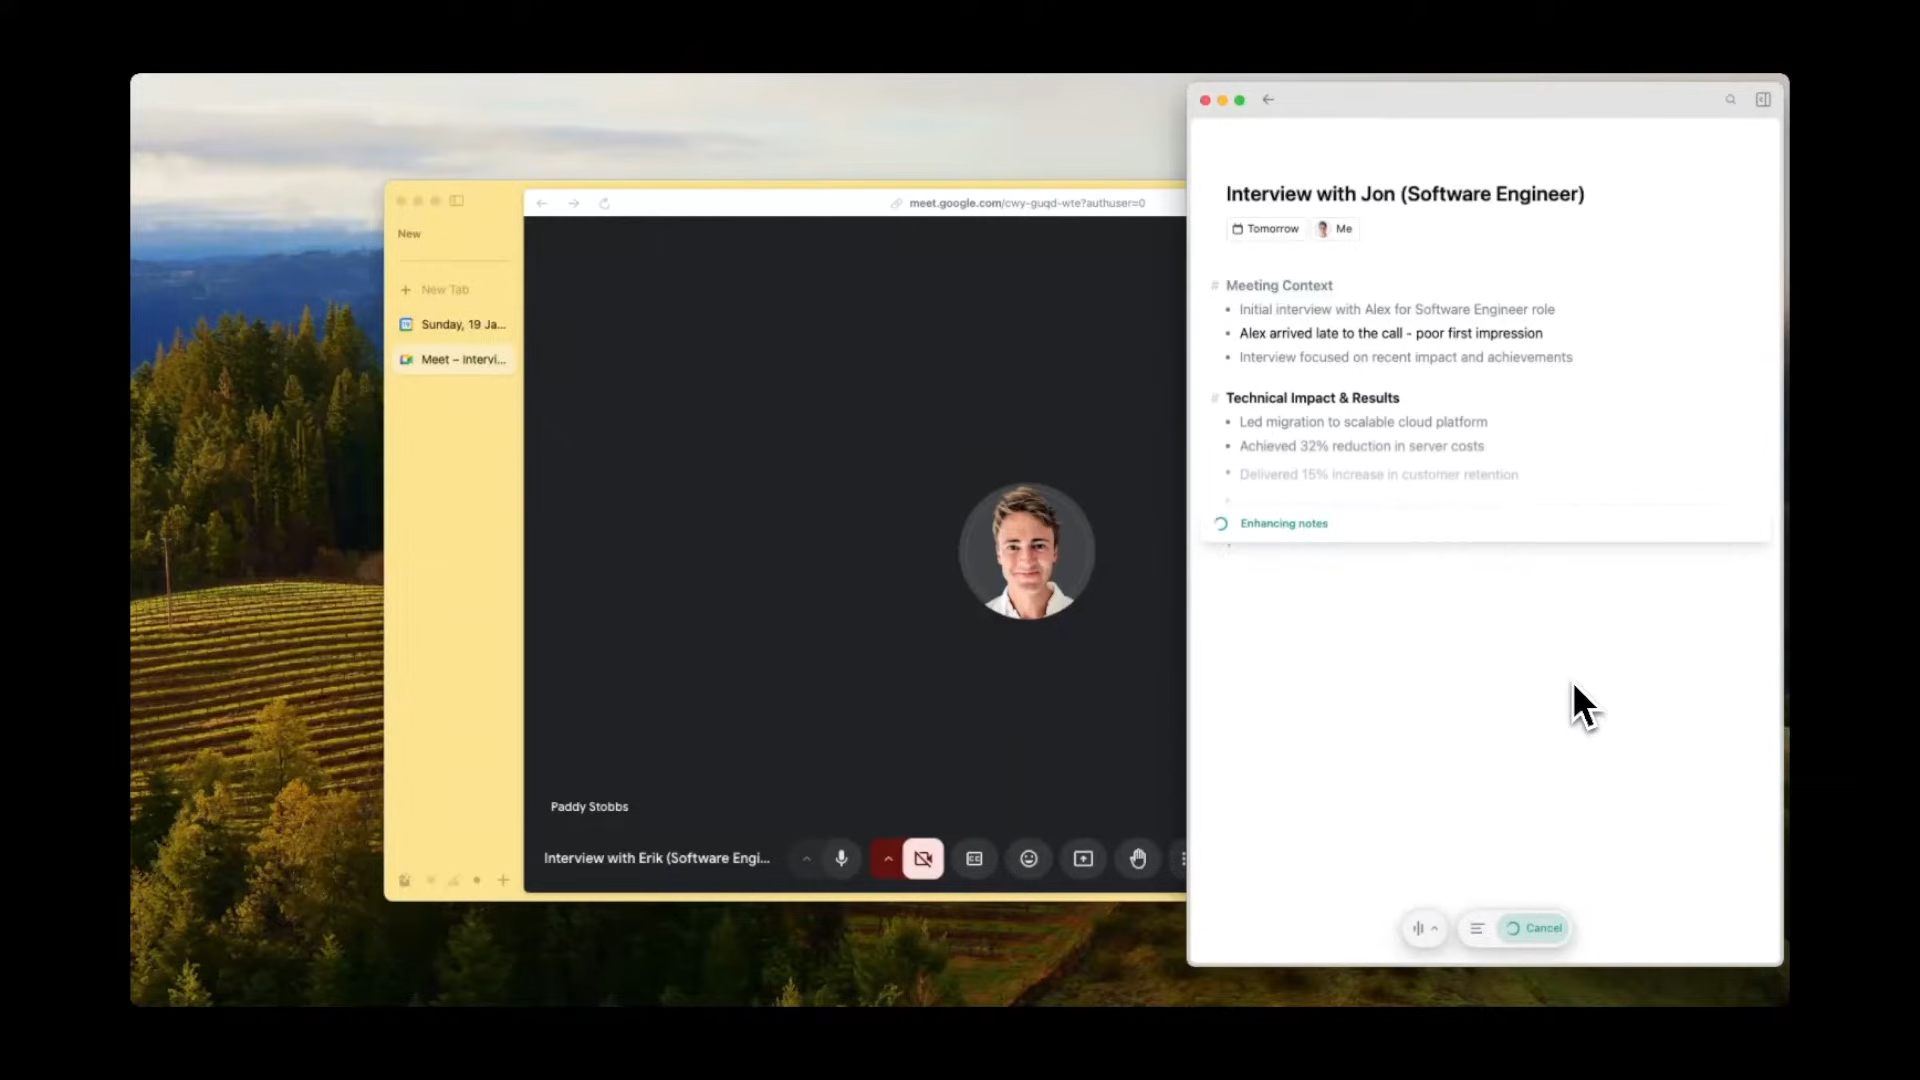 New
New Tab
Sunday, 19 Ja...
Meet – Intervi...
meet.google.com/cwy-guqd-wte?authuser=0
Paddy Stobbs
Interview with Erik (Software Engi...
Interview with Jon (Software Engineer)
Tomorrow
Me
# Meeting Context
• Initial interview with Alex for Software Engineer role
• Alex arrived late to the call - poor first impression
• Interview focused on recent impact and achievements
# Technical Impact & Results
• Led migration to scalable cloud platform
• Achieved 32% reduction in server costs
• Delivered 15% increase in customer retention
Enhancing notes
Cancel